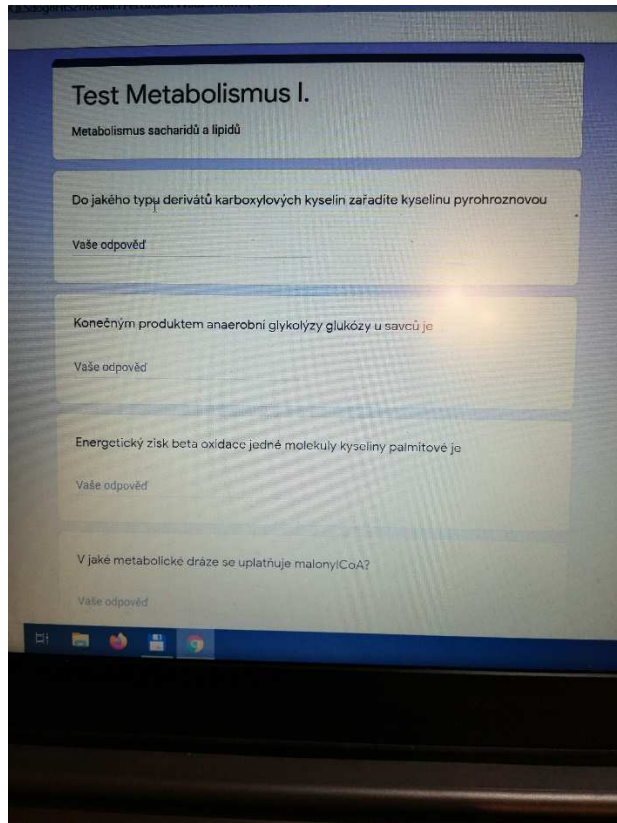 Test Metabolismus I.
Metabolismus sacharidů a lipidů
Do jakého typu derivátů karboxylových kyselin zařadíte kyselinu pyrohroznovou
Vaše odpověď
Konečným produktem anaerobní glykolýzy glukózy u savců je
Vaše odpověď
Energetický zisk beta oxidace jedné molekuly kyseliny palmitové je
Vaše odpověď
V jaké metabolické dráze se uplatňuje malonylCoA?
Vaše odpověď